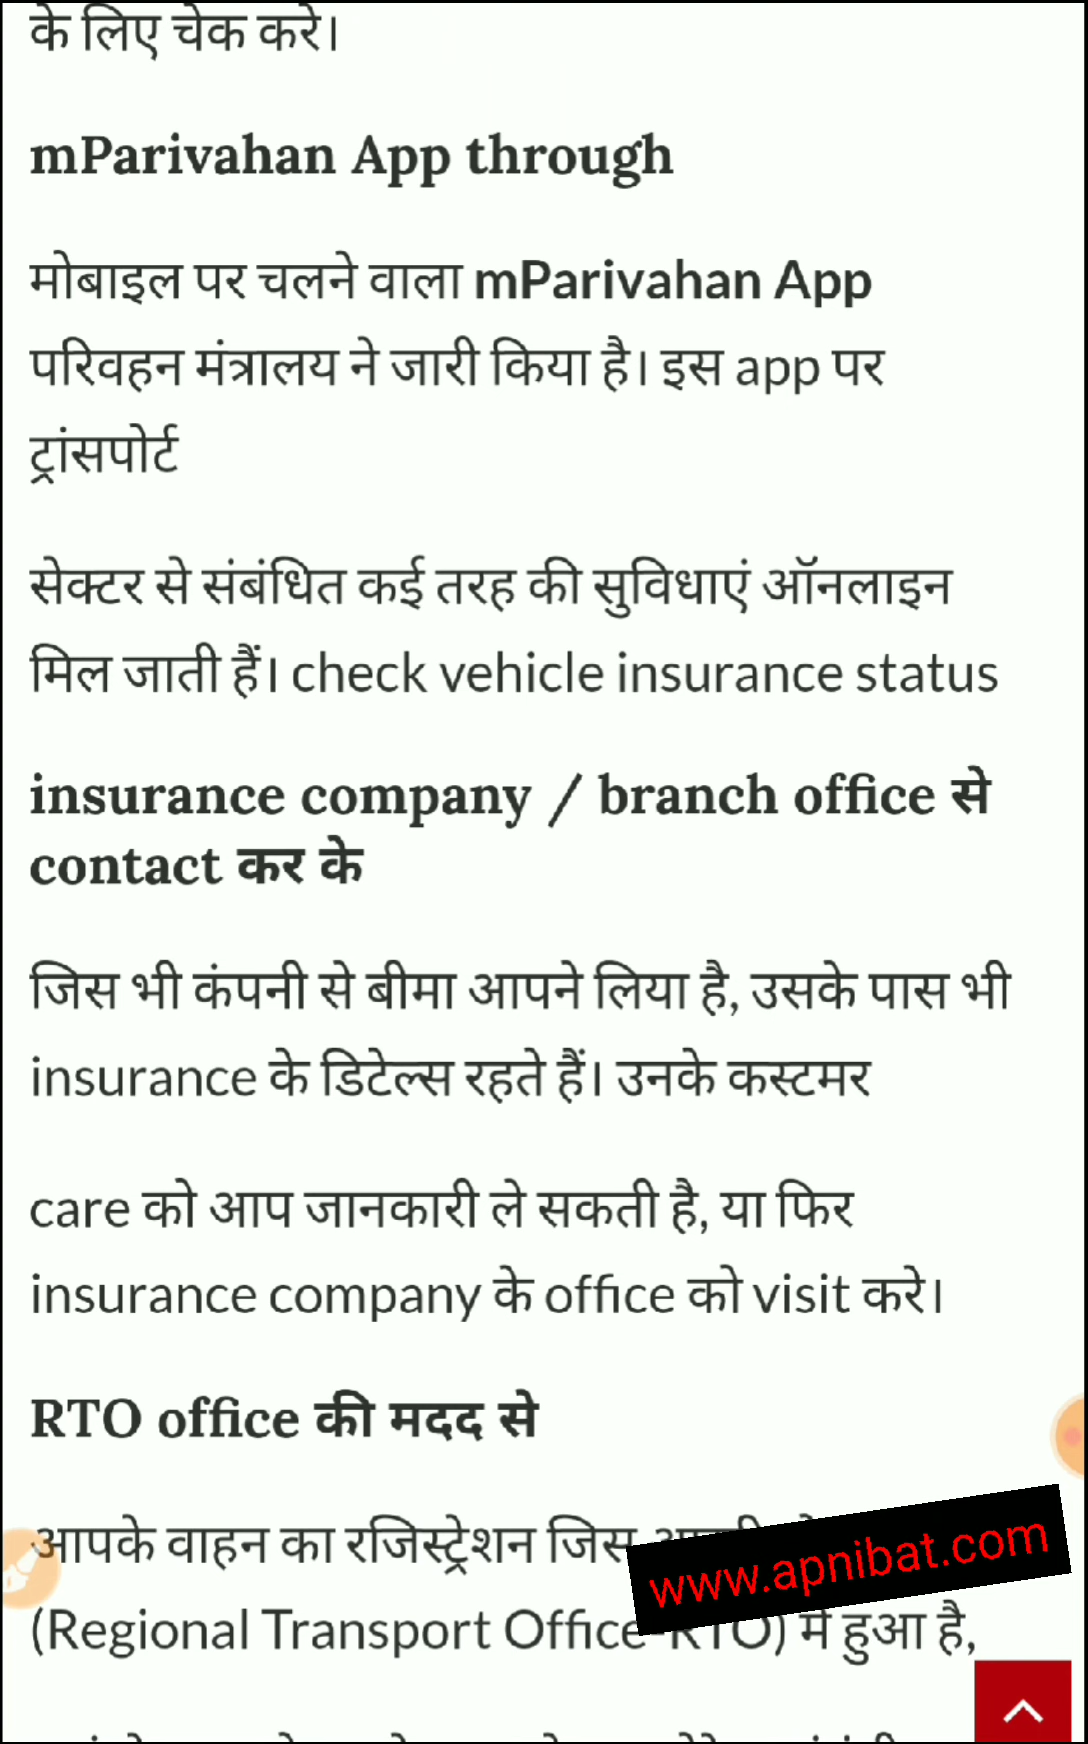 के लिए चेक करे।
mParivahan App through
मोबाइल पर चलने वाला mParivahan App
परिवहन मंत्रालय ने जारी किया है। इस app पर
ट्रांसपोर्ट
सेक्टर से संबंधित कई तरह की सुविधाएं ऑनलाइन
मिल जाती हैं। check vehicle insurance status
insurance company / branch office से
contact कर के
जिस भी कंपनी से बीमा आपने लिया है, उसके पास भी
insurance के डिटेल्स रहते हैं। उनके कस्टमर
care को आप जानकारी ले सकती है, या फिर
insurance company के office को visit करे।
RTO office की मदद से
आपके वाहन का रजिस्ट्रेशन जिस
www.apnibat.com
(Regional Transport Office-RTO) में हुआ है,